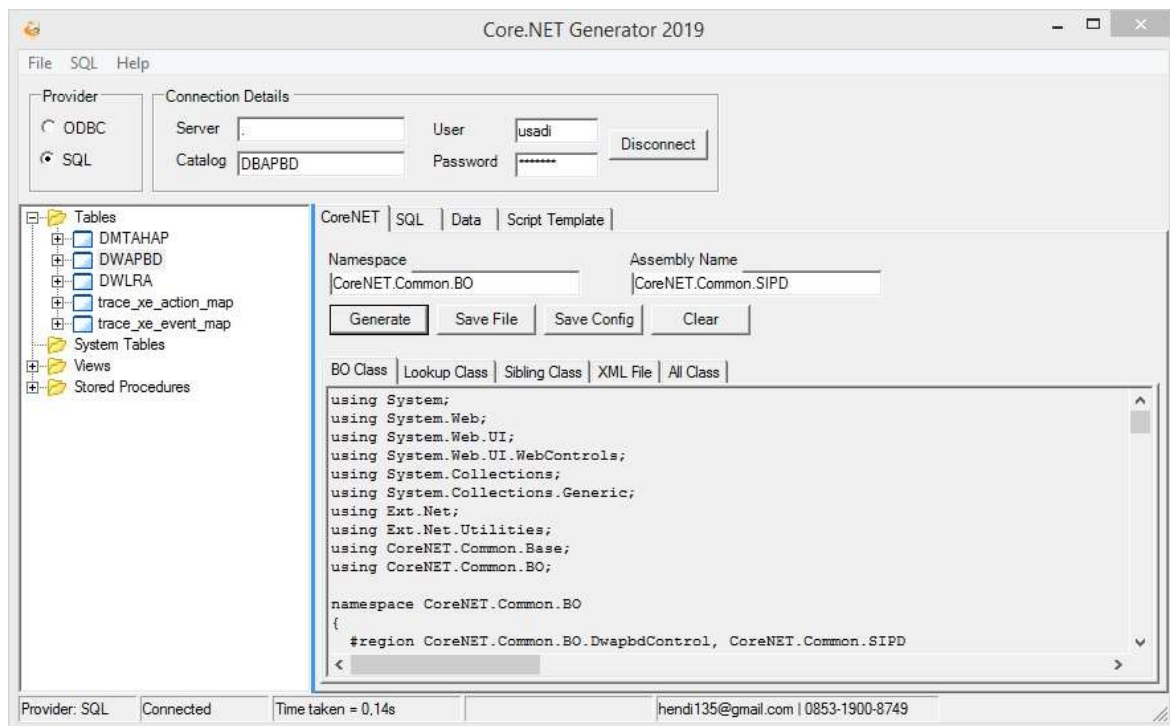 Core.NET Generator 2019
File SQL Help
Provider
Connection Details
ODBC
Server .
User usadi
SQL
Catalog DBAPBD
Password *******
Disconnect
Tables
DMTAHAP
DWAPBD
DWLRA
trace_xe_action_map
trace_xe_event_map
System Tables
Views
Stored Procedures
CoreNET SQL Data Script Template
Namespace
Assembly Name
CoreNET.Common.BO
CoreNET.Common.SIPD
Generate Save File Save Config Clear
BO Class Lookup Class Sibling Class XML File All Class
using System;
using System.Web;
using System.Web.UI;
using System.Web.UI.WebControls;
using System.Collections;
using System.Collections.Generic;
using Ext.Net;
using Ext.Net.Utilities;
using CoreNET.Common.Base;
using CoreNET.Common.BO;
namespace CoreNET.Common.BO
{
#region CoreNET.Common.BO.DwapbdControl, CoreNET.Common.SIPD
Provider: SQL Connected Time taken = 0,14s hendi135@gmail.com | 0853-1900-8749